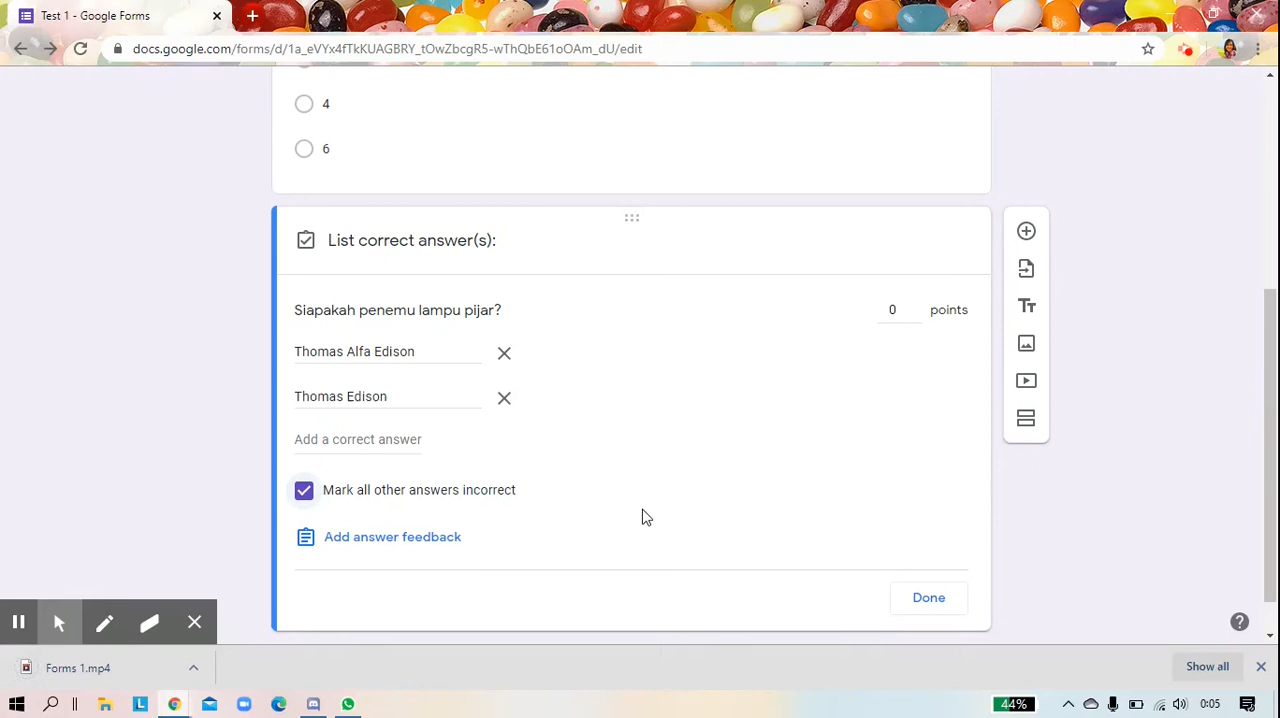 Test 1 - Google Forms
docs.google.com/forms/d/1a_eVYx4fTkKUAGBRY_tOwZbcgR5-wThQbE61oOAm_dU/edit
4
6
List correct answer(s):
Siapakah penemu lampu pijar?
0 points
Thomas Alfa Edison
Thomas Edison
Add a correct answer
Mark all other answers incorrect
Add answer feedback
Done
Forms 1.mp4
Show all
44%
0:05